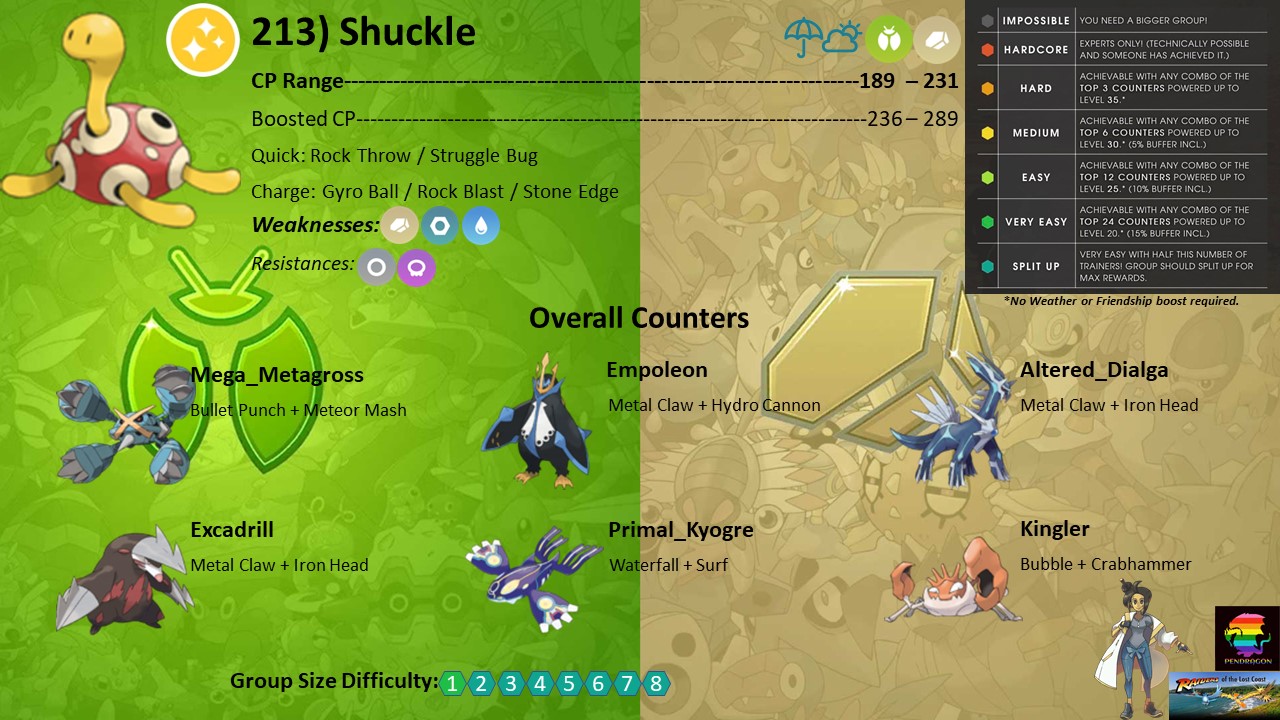 213) Shuckle
CP Range---189 – 231
Boosted CP---236 – 289
Quick: Rock Throw / Struggle Bug
Charge: Gyro Ball / Rock Blast / Stone Edge
Weaknesses:
Resistances:
IMPOSSIBLE YOU NEED A BIGGER GROUP!
HARDCORE EXPERTS ONLY! (TECHNICALLY POSSIBLE
AND SOMEONE HAS ACHIEVED IT.)
HARD ACHIEVABLE WITH ANY COMBO OF THE
TOP 3 COUNTERS POWERED UP TO
LEVEL 35.*
MEDIUM ACHIEVABLE WITH ANY COMBO OF THE
TOP 6 COUNTERS POWERED UP TO
LEVEL 30.* (5% BUFFER INCL.)
EASY ACHIEVABLE WITH ANY COMBO OF THE
TOP 12 COUNTERS POWERED UP TO
LEVEL 25.* (10% BUFFER INCL.)
VERY EASY ACHIEVABLE WITH ANY COMBO OF THE
TOP 24 COUNTERS POWERED UP TO
LEVEL 20.* (15% BUFFER INCL.)
SPLIT UP VERY EASY WITH HALF THIS NUMBER OF
TRAINERS! GROUP SHOULD SPLIT UP FOR
MAX REWARDS.
*No Weather or Friendship boost required.
Overall Counters
Mega_Metagross
Bullet Punch + Meteor Mash
Empoleon
Metal Claw + Hydro Cannon
Altered_Dialga
Metal Claw + Iron Head
Excadrill
Metal Claw + Iron Head
Primal_Kyogre
Waterfall + Surf
Kingler
Bubble + Crabhammer
Group Size Difficulty: 1 2 3 4 5 6 7 8
PENDRAGON
RAIDERS of the Lost Coast